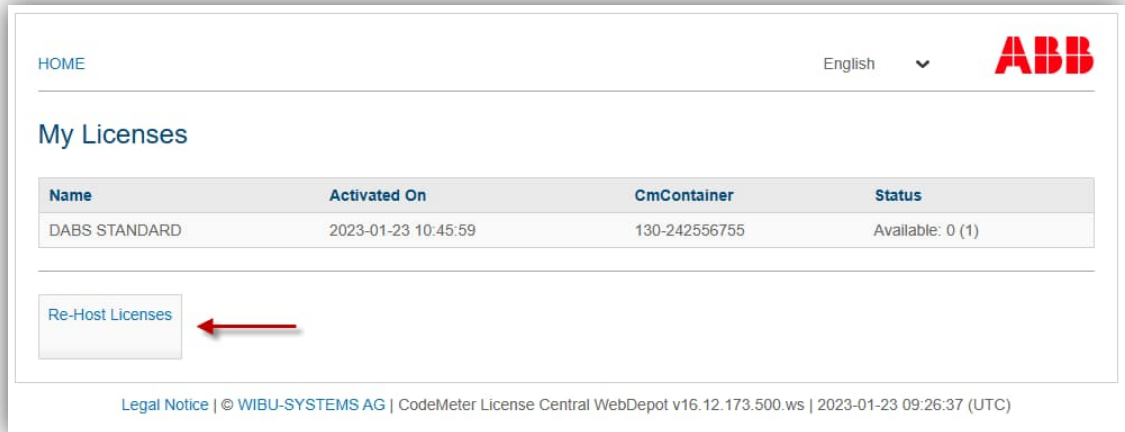 HOME English ABB
My Licenses
Name Activated On CmContainer Status
DABS STANDARD 2023-01-23 10:45:59 130-242556755 Available: 0 (1)
Re-Host Licenses
Legal Notice | © WIBU-SYSTEMS AG | CodeMeter License Central WebDepot v16.12.173.500.ws | 2023-01-23 09:26:37 (UTC)